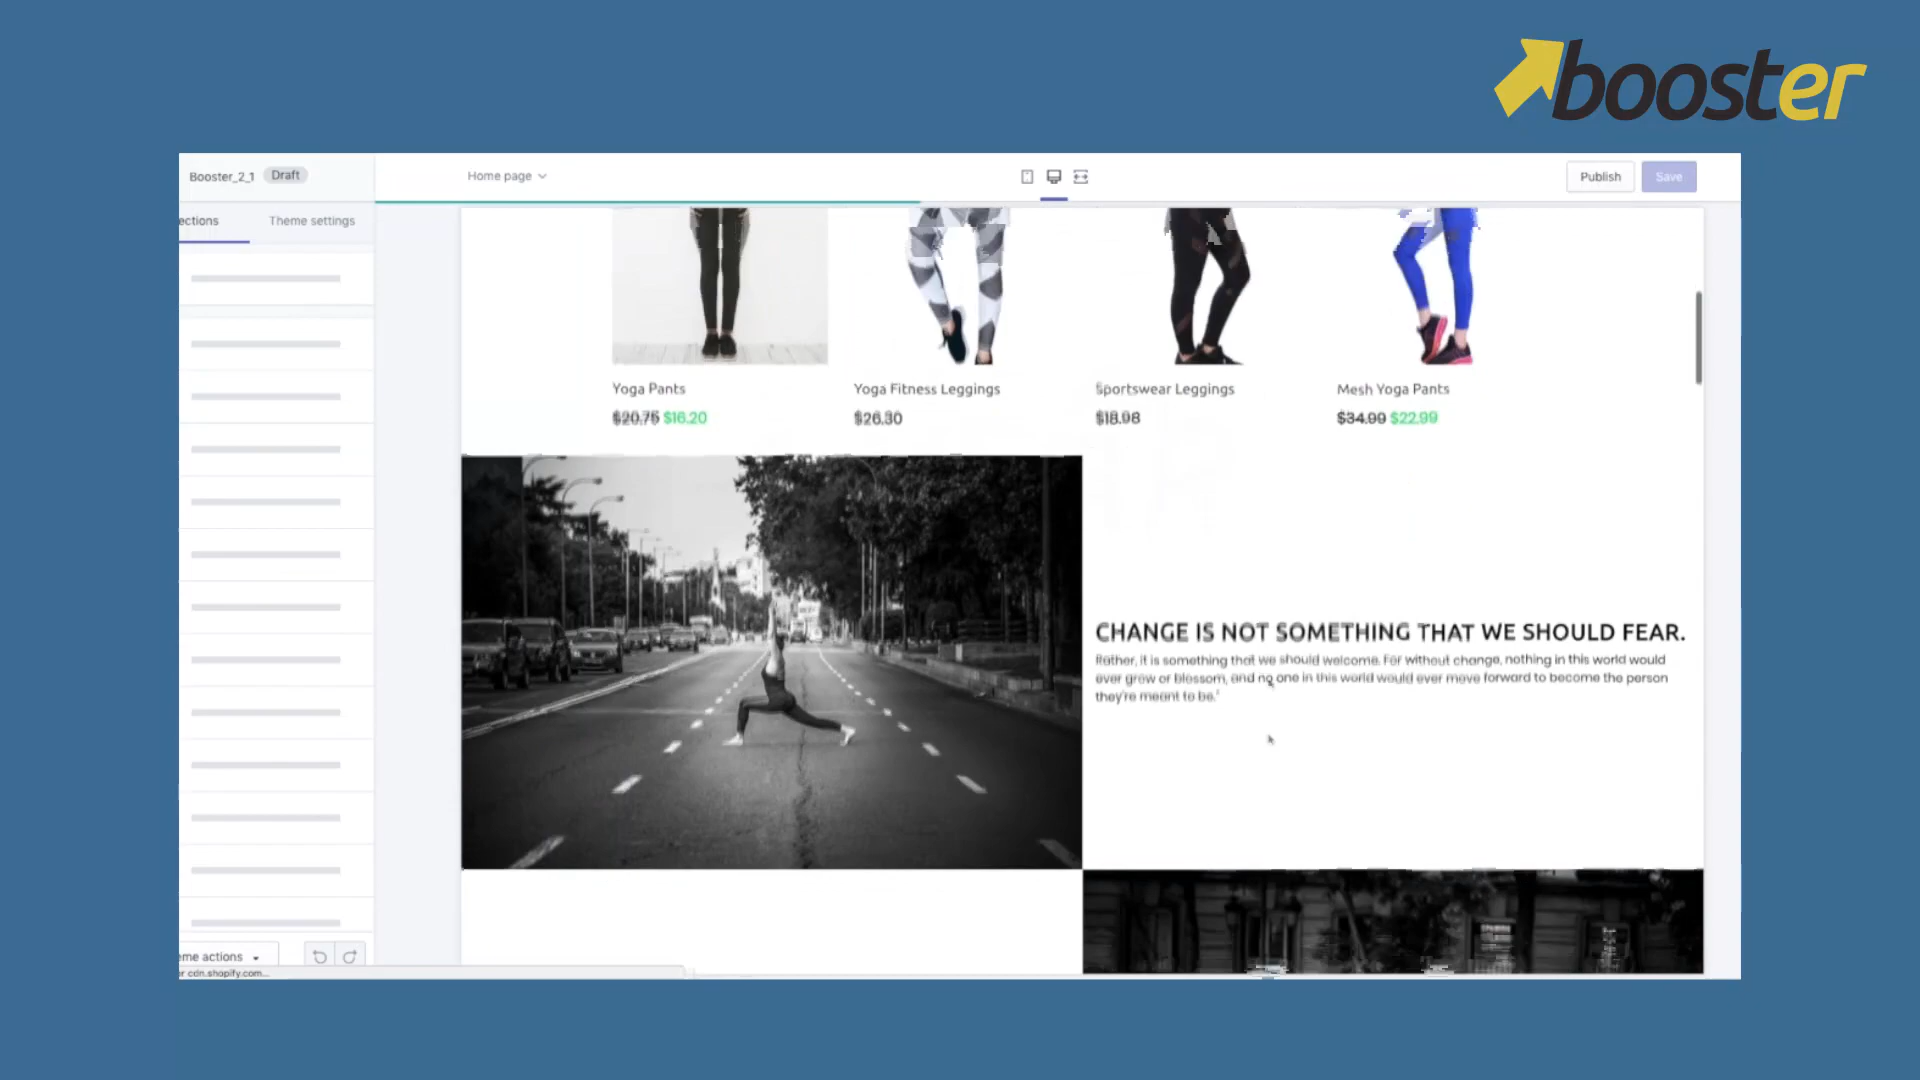 booster
Booster_2_1 Draft
Home page
Publish
Save
ections
Theme settings
Yoga Pants
$20.75 $16.20
Yoga Fitness Leggings
$26.30
Sportswear Leggings
$18.98
Mesh Yoga Pants
$34.99 $22.99
CHANGE IS NOT SOMETHING THAT WE SHOULD FEAR.
Rather, it is something that we should welcome. For without change, nothing in this world would
ever grow or blossom, and no one in this world would ever move forward to become the person
they're meant to be.'
me actions
r cdn.shopify.com...